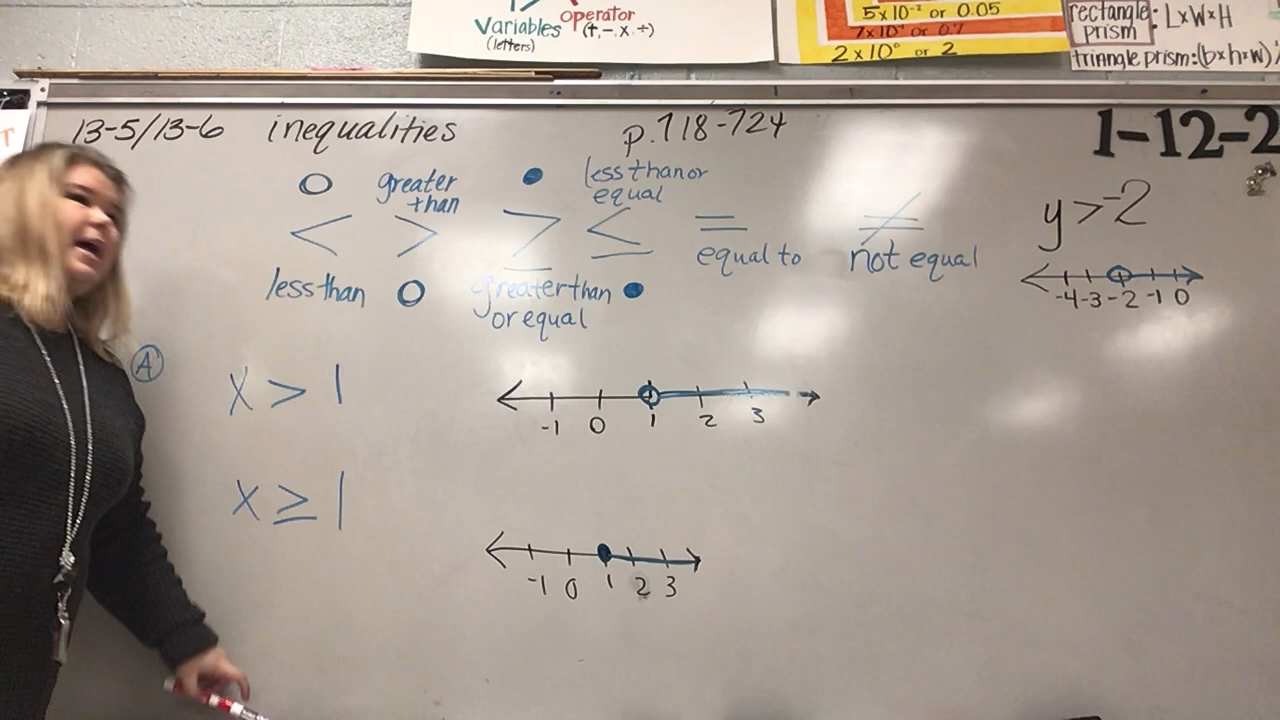 Variables
(letters)
operator
(+, -, x, ÷)
5x10⁻² or 0.05
7x10⁻¹ or 0.7
2x10⁰ or 2
rectangle prism: LxWxH
triangle prism: (bxhxw)
13-5/13-6 inequalities p.718-724
1-12-2
greater than
less than or equal
< > ≥ ≤ = ≠
less than
greater than or equal
equal to
not equal
y > -2
-4 -3 -2 -1 0
A
x > 1
-1 0 1 2 3
x ≥ 1
-1 0 1 2 3